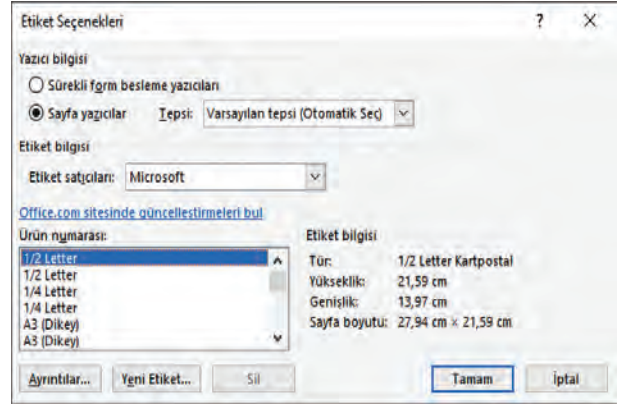 Etiket Seçenekleri ? X
Yazıcı bilgisi
Sürekli form besleme yazıcıları
Sayfa yazıcılar Tepsi: Varsayılan tepsi (Otomatik Seç)
Etiket bilgisi
Etiket satıcıları: Microsoft
Office.com sitesinde güncelleştirmeleri bul
Ürün numarası:
1/2 Letter
1/2 Letter
1/4 Letter
1/4 Letter
A3 (Dikey)
A3 (Dikey)
Etiket bilgisi
Tür: 1/2 Letter Kartpostal
Yükseklik: 21,59 cm
Genişlik: 13,97 cm
Sayfa boyutu: 27,94 cm × 21,59 cm
Ayrıntılar... Yeni Etiket... Sil Tamam İptal